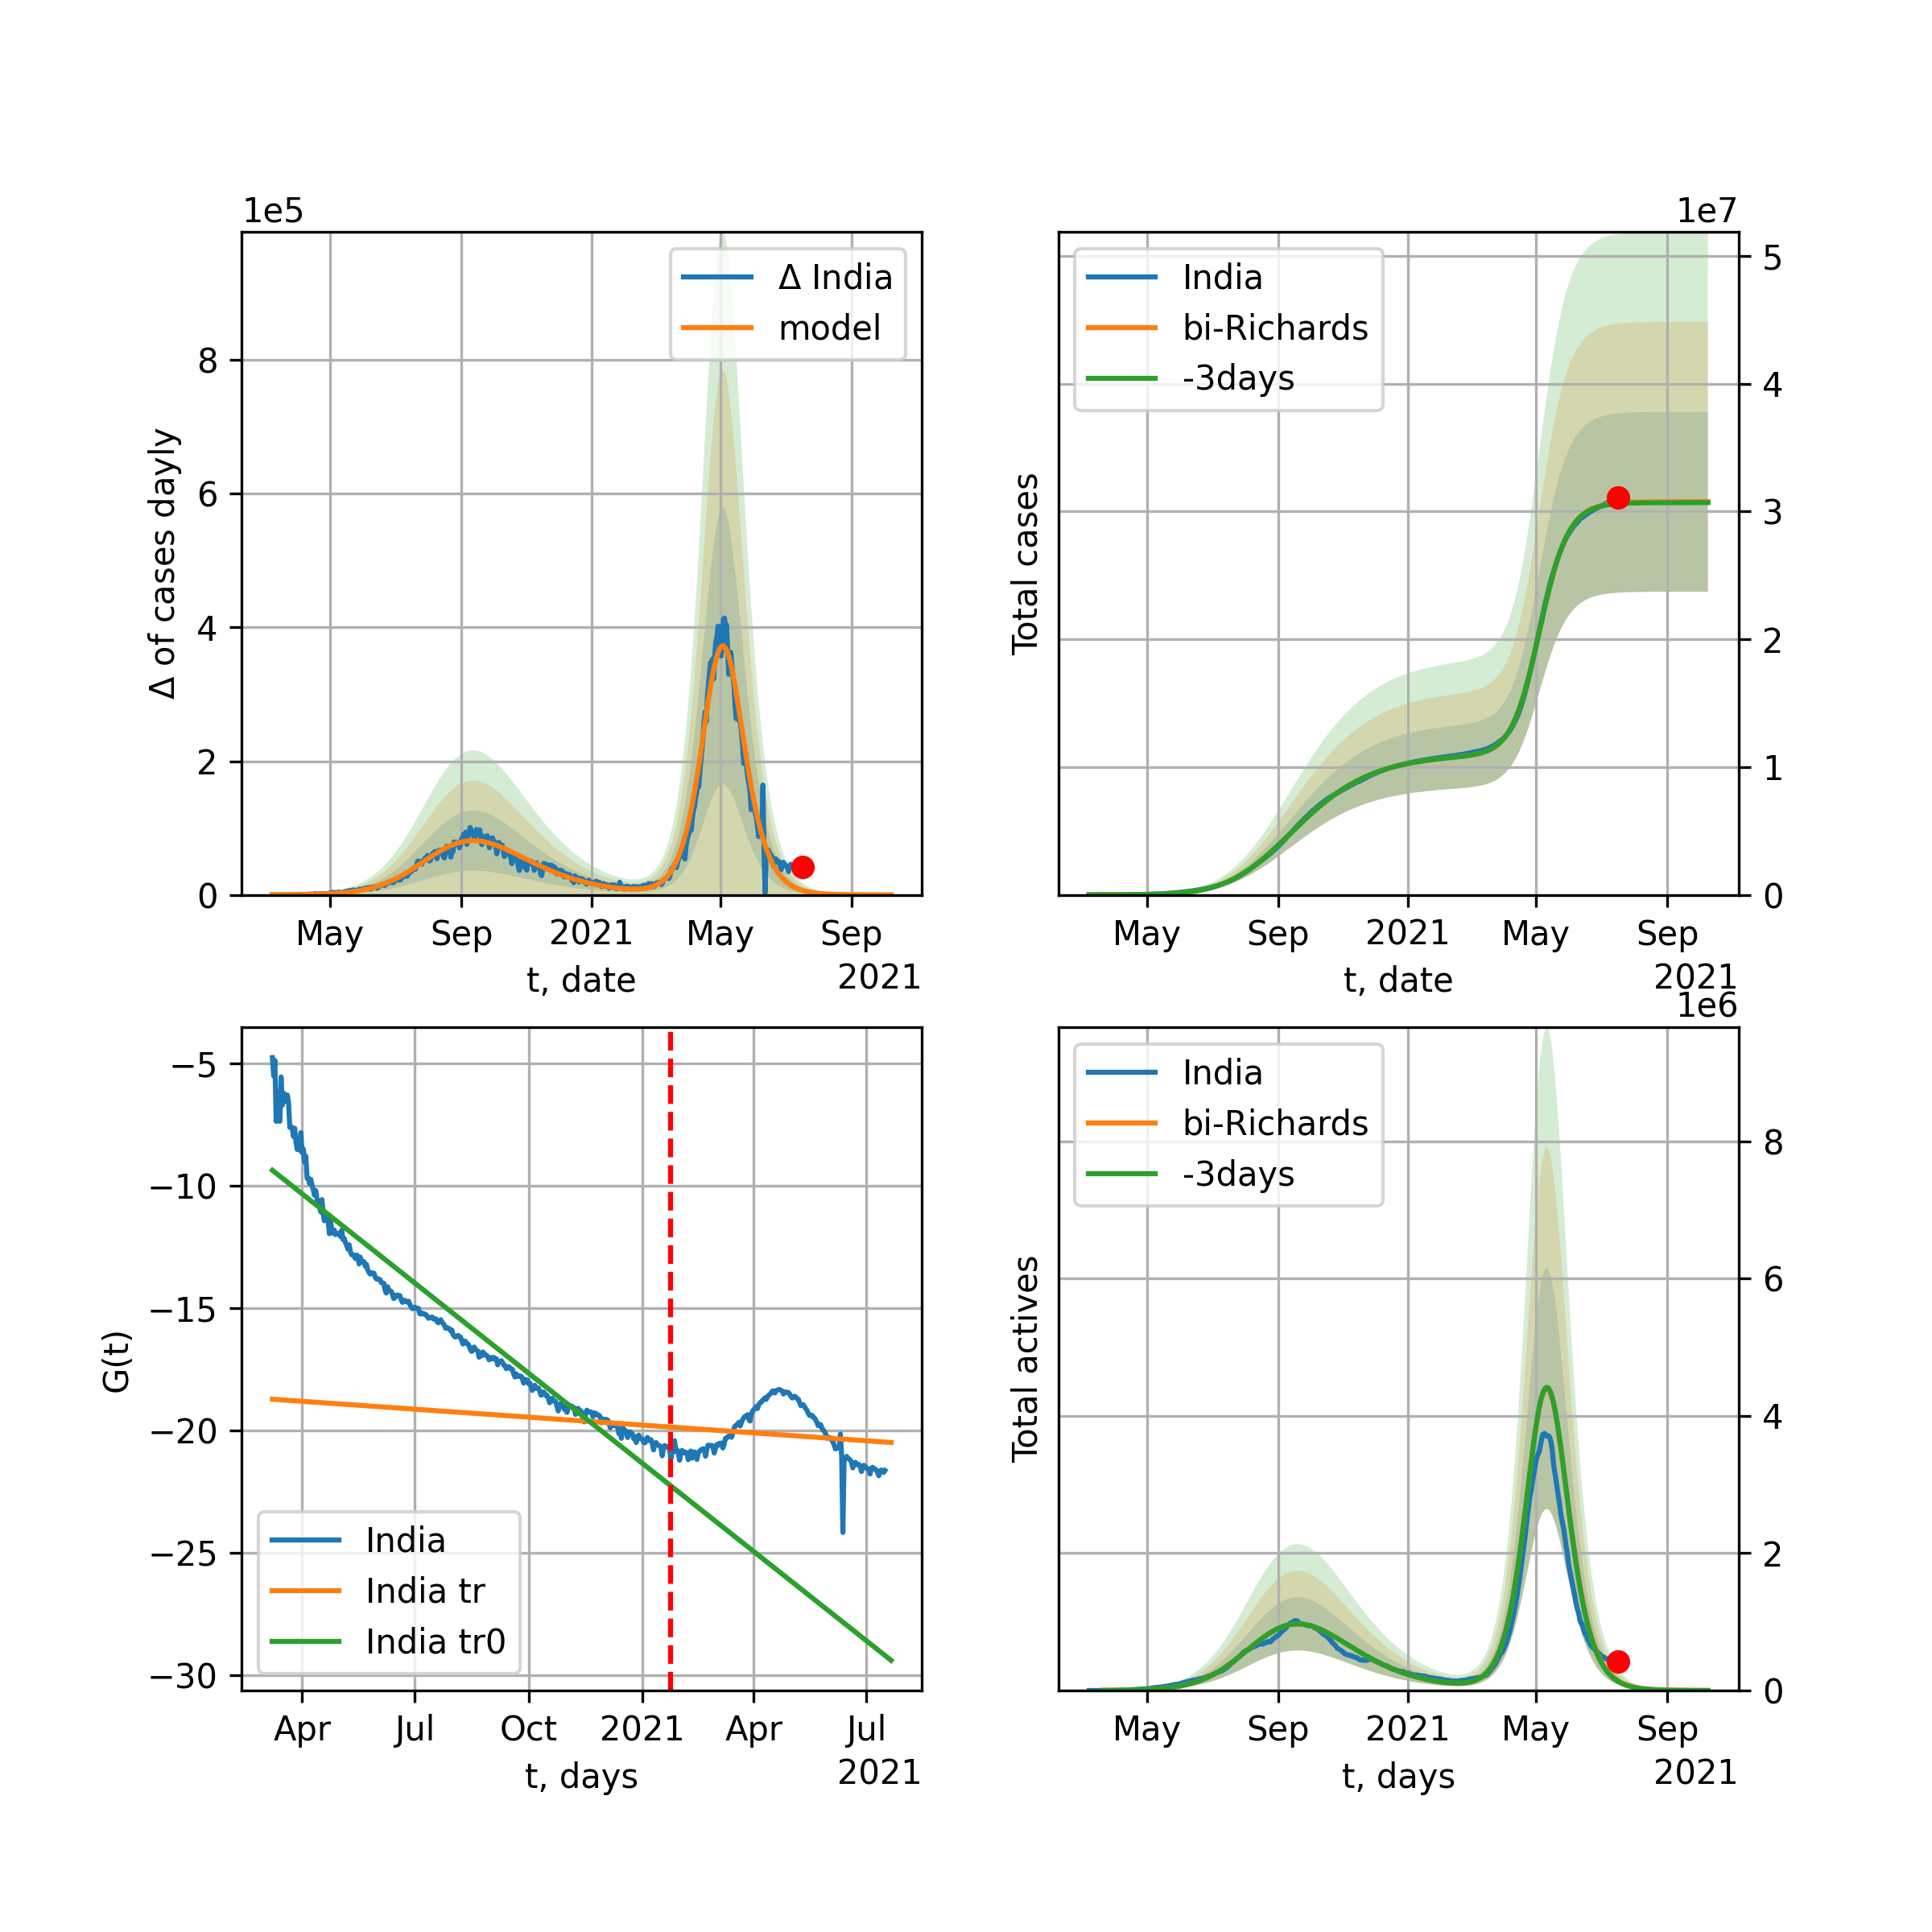 1e5
Δ India
model
8
6
4
2
0
Δ of cases dayly
May
Sep
2021
May
Sep
t, date
2021
1e7
India
bi-Richards
-3days
5
4
3
2
1
0
Total cases
May
Sep
2021
May
Sep
t, date
2021
−5
−10
−15
−20
−25
−30
G(t)
India
India tr
India tr0
Apr
Jul
Oct
2021
Apr
Jul
t, days
2021
1e6
India
bi-Richards
-3days
8
6
4
2
0
Total actives
May
Sep
2021
May
Sep
t, days
2021